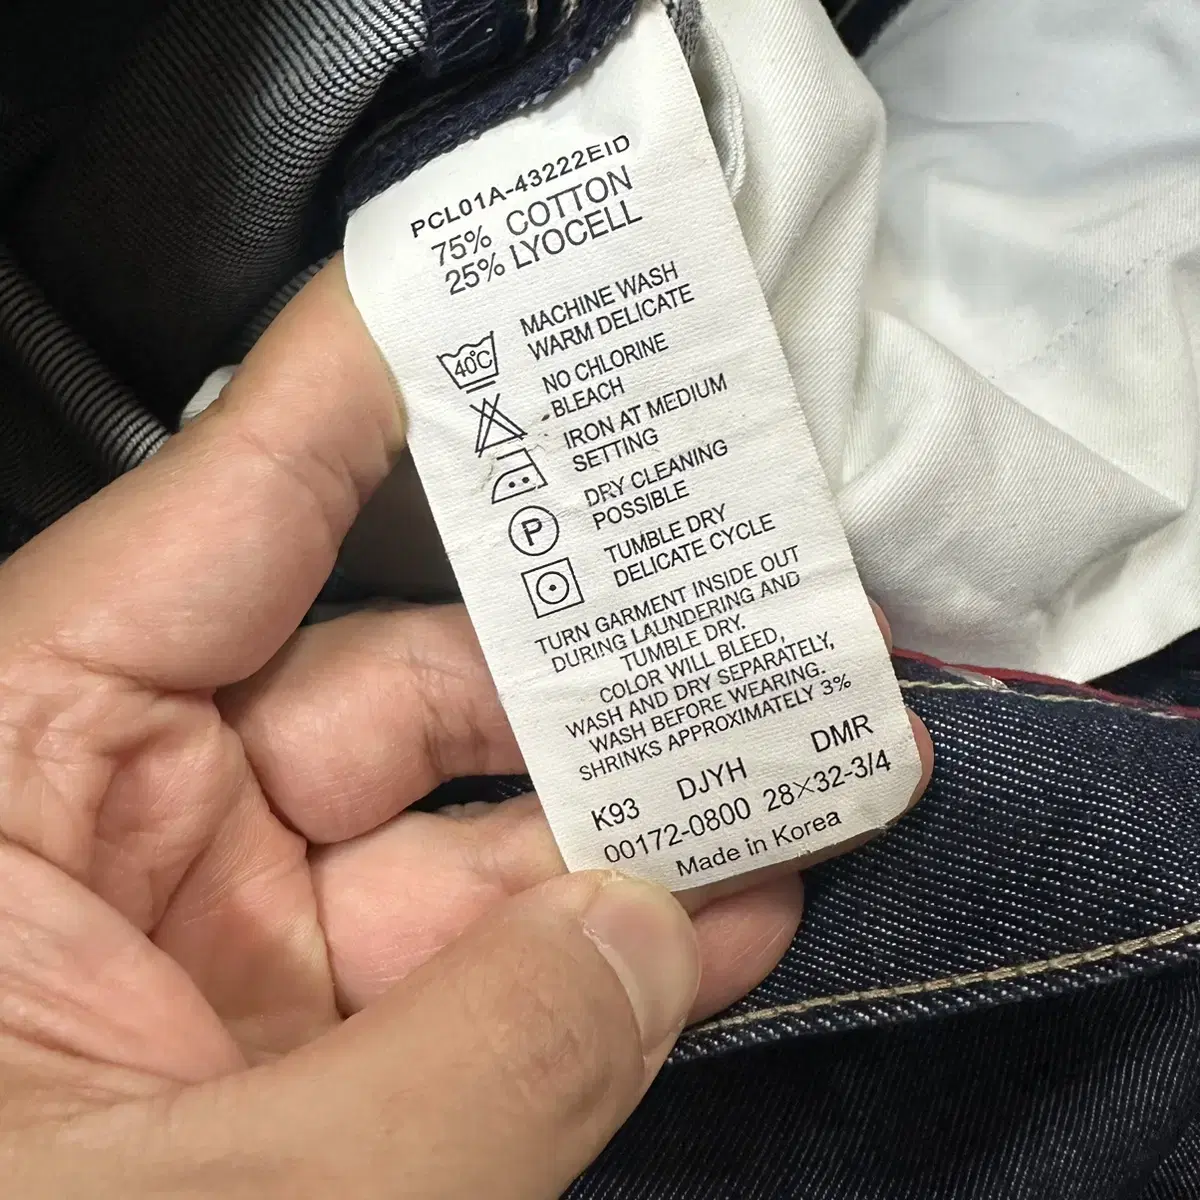 PCL01A-43222EID
75% COTTON
25% LYOCELL
40°C
MACHINE WASH
WARM DELICATE
NO CHLORINE
BLEACH
IRON AT MEDIUM
SETTING
P
DRY CLEANING
POSSIBLE
TUMBLE DRY
DELICATE CYCLE
TURN GARMENT INSIDE OUT
DURING LAUNDERING AND
TUMBLE DRY.
COLOR WILL BLEED,
WASH AND DRY SEPARATELY,
WASH BEFORE WEARING.
SHRINKS APPROXIMATELY 3%
K93 DJYH DMR
00172-0800 28×32-3/4
Made in Korea